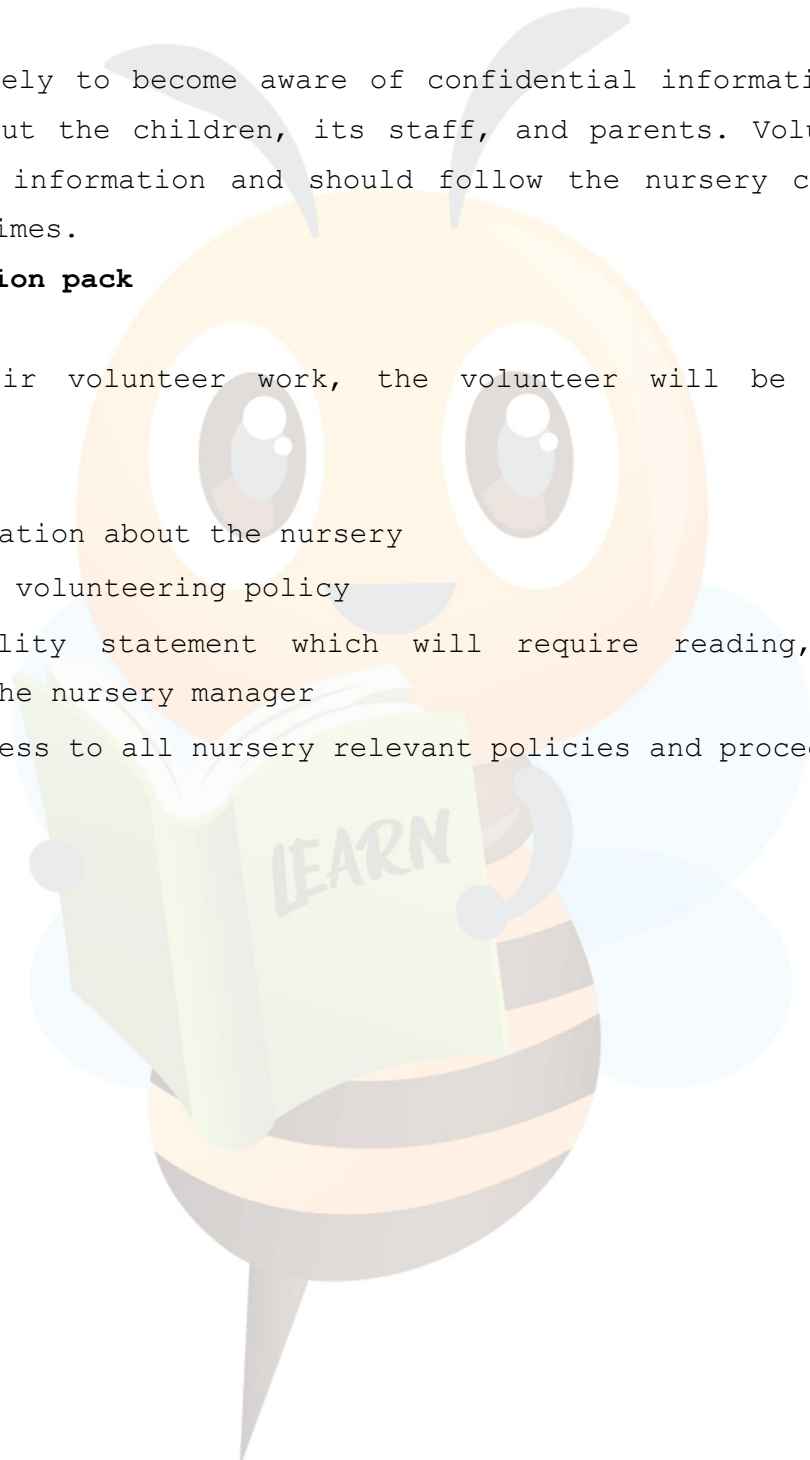 ely to become aware of confidential informati
out the children, its staff, and parents. Volu
information and should follow the nursery c
imes.
ion pack
ir volunteer work, the volunteer will be
ation about the nursery
volunteering policy
lity statement which will require reading,
he nursery manager
ess to all nursery relevant policies and proced
LEARN